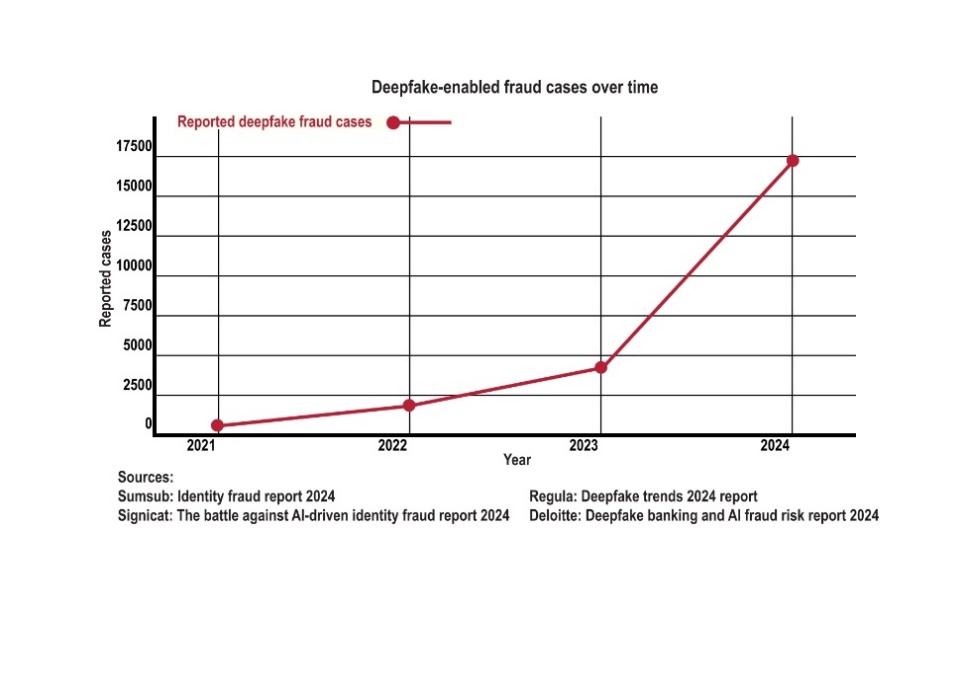 Deepfake-enabled fraud cases over time
Reported deepfake fraud cases
17500
15000
12500
10000
7500
5000
2500
0
Reported cases
2021 2022 2023 2024
Year
Sources:
Sumsub: Identity fraud report 2024
Signicat: The battle against AI-driven identity fraud report 2024
Regula: Deepfake trends 2024 report
Deloitte: Deepfake banking and AI fraud risk report 2024